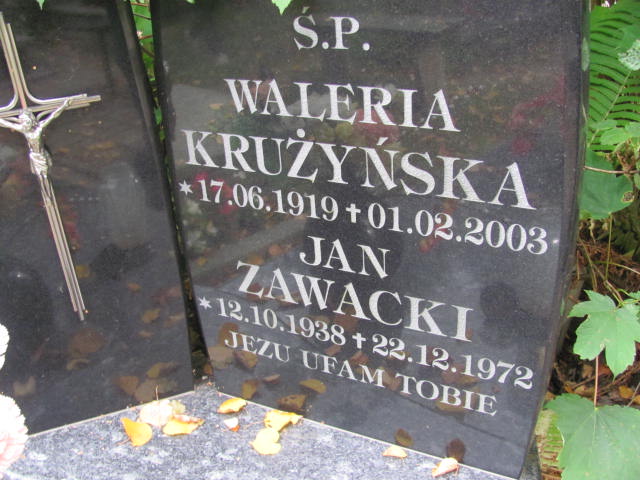 Ś.P.
WALERIA
KRUŻYŃSKA
* 17.06.1919 + 01.02.2003
JAN
ZAWACKI
* 12.10.1938 + 22.12.1972
JEZU UFAM TOBIE